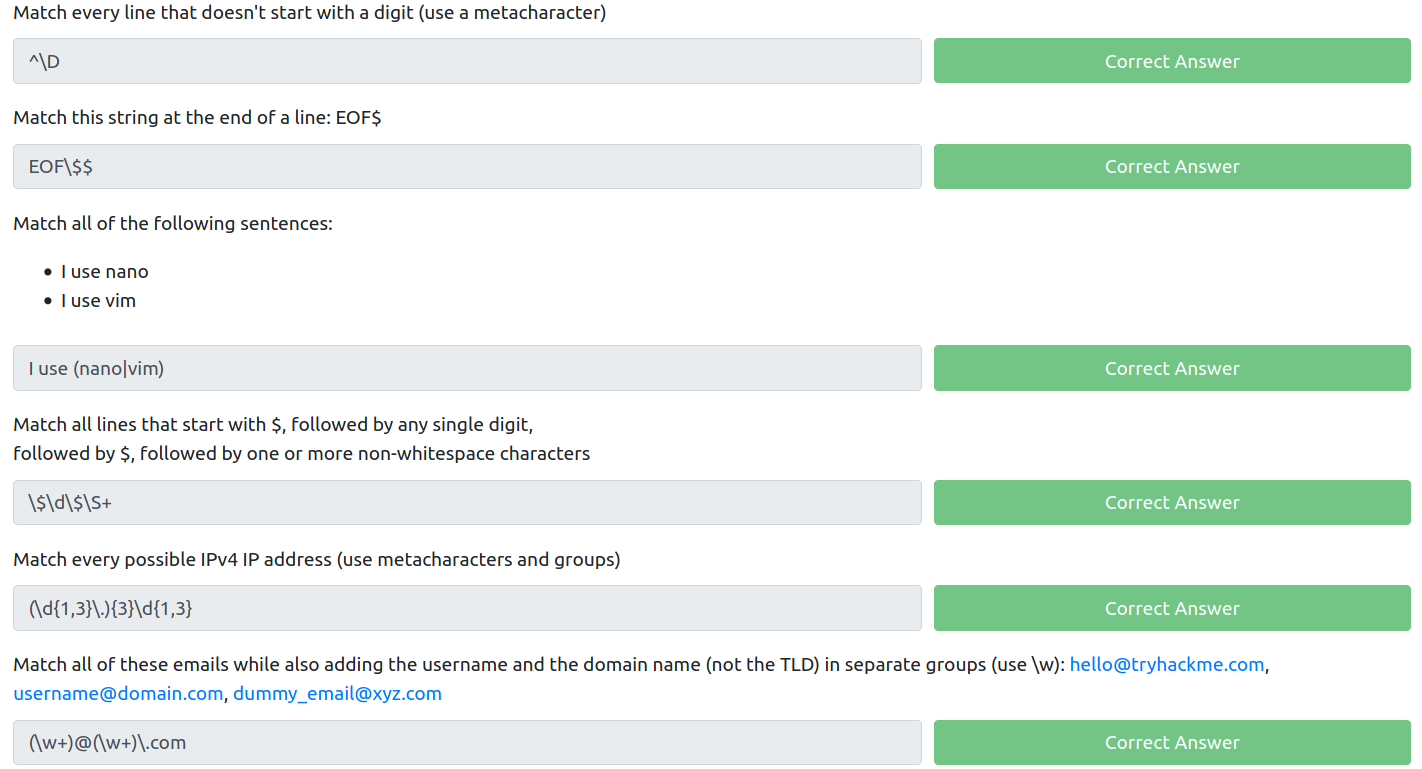 Match every line that doesn't start with a digit (use a metacharacter)
^\D Correct Answer
Match this string at the end of a line: EOF$
EOF\$$ Correct Answer
Match all of the following sentences:
• I use nano
• I use vim
I use (nano|vim) Correct Answer
Match all lines that start with $, followed by any single digit,
followed by $, followed by one or more non-whitespace characters
\$\d\$\S+ Correct Answer
Match every possible IPv4 IP address (use metacharacters and groups)
(\d{1,3}\.){3}\d{1,3} Correct Answer
Match all of these emails while also adding the username and the domain name (not the TLD) in separate groups (use \w): hello@tryhackme.com,
username@domain.com, dummy_email@xyz.com
(\w+)@(\w+)\.com Correct Answer